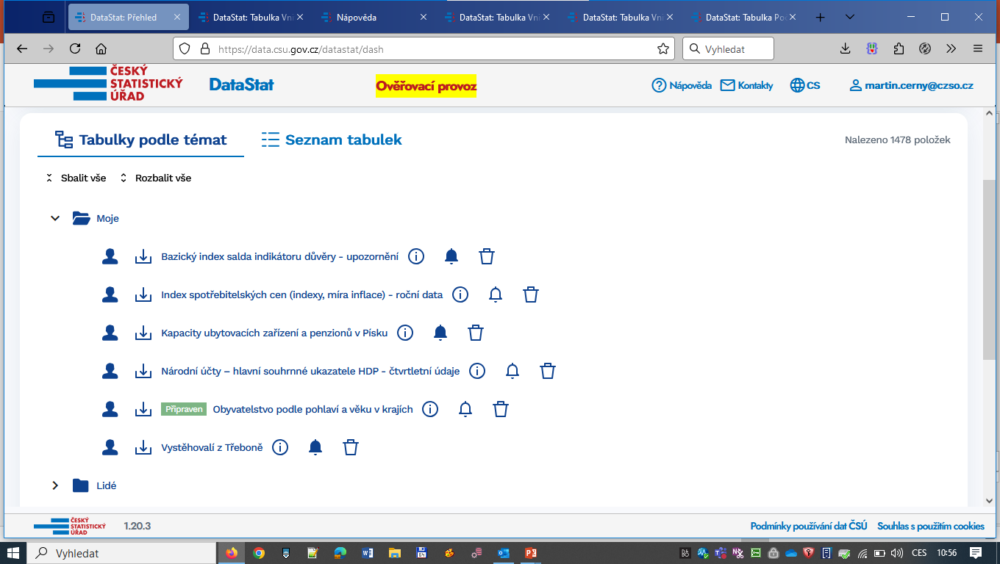 DataStat: Přehled
DataStat: Tabulka Vni
Nápověda
DataStat: Tabulka Vni
DataStat: Tabulka Vni
DataStat: Tabulka Po
https://data.csu.gov.cz/datastat/dash
Vyhledat
ČESKÝ
STATISTICKÝ
ÚŘAD
DataStat
Ověřovací provoz
Nápověda
Kontakty
CS
martin.cerny@czso.cz
Tabulky podle témat
Seznam tabulek
Nalezeno 1478 položek
Sbalit vše
Rozbalit vše
Moje
Bazický index salda indikátoru důvěry - upozornění
Index spotřebitelských cen (indexy, míra inflace) - roční data
Kapacity ubytovacích zařízení a penzionů v Písku
Národní účty – hlavní souhrnné ukazatele HDP - čtvrtletní údaje
Připraven Obyvatelstvo podle pohlaví a věku v krajích
Vystěhovalí z Třeboně
Lidé
ČESKÝ
STATISTICKÝ
ÚŘAD
1.20.3
Podmínky používání dat ČSÚ
Souhlas s použitím cookies
Vyhledat
CES
10:56